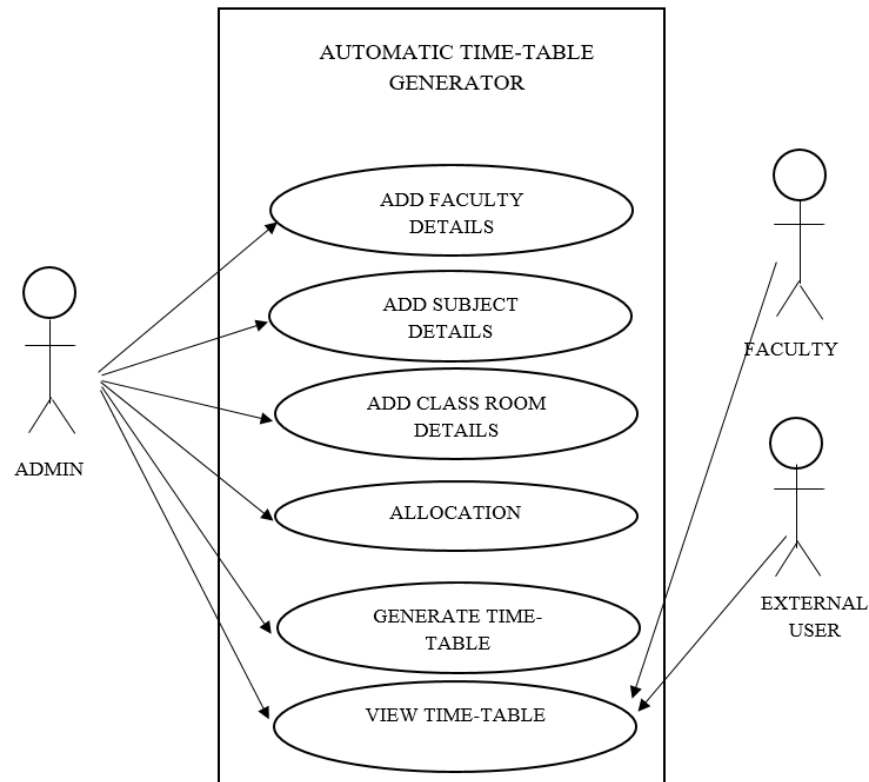 AUTOMATIC TIME-TABLE
GENERATOR
ADD FACULTY
DETAILS
ADD SUBJECT
DETAILS
ADD CLASS ROOM
DETAILS
ALLOCATION
GENERATE TIME-
TABLE
VIEW TIME-TABLE
ADMIN
FACULTY
EXTERNAL
USER